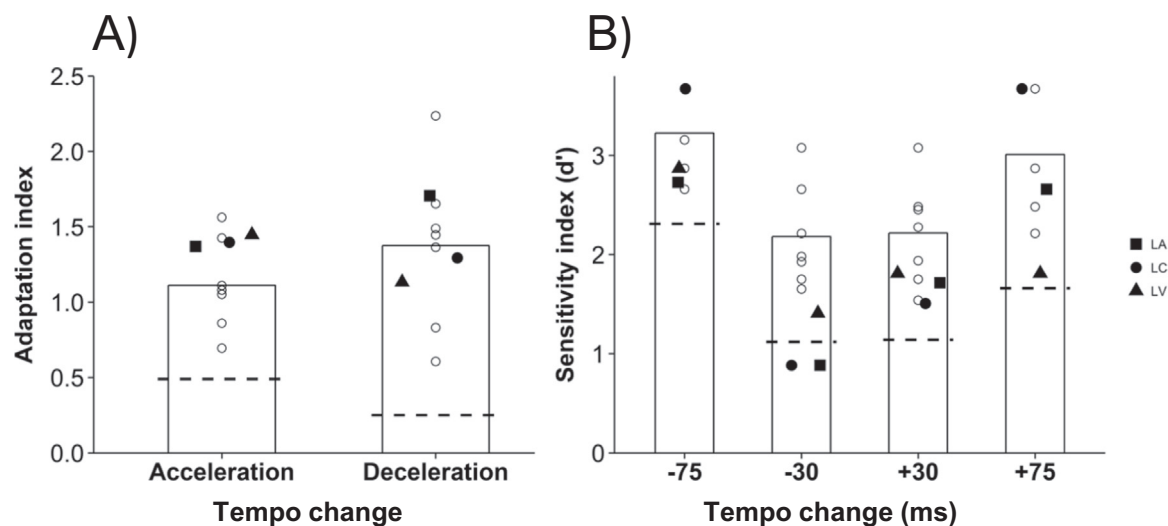 A)
Adaptation index
2.5
2.0
1.5
1.0
0.5
0.0
Acceleration
Deceleration
Tempo change
B)
Sensitivity index (d')
3
2
1
0
-75
-30
+30
+75
Tempo change (ms)
LA
LC
LV